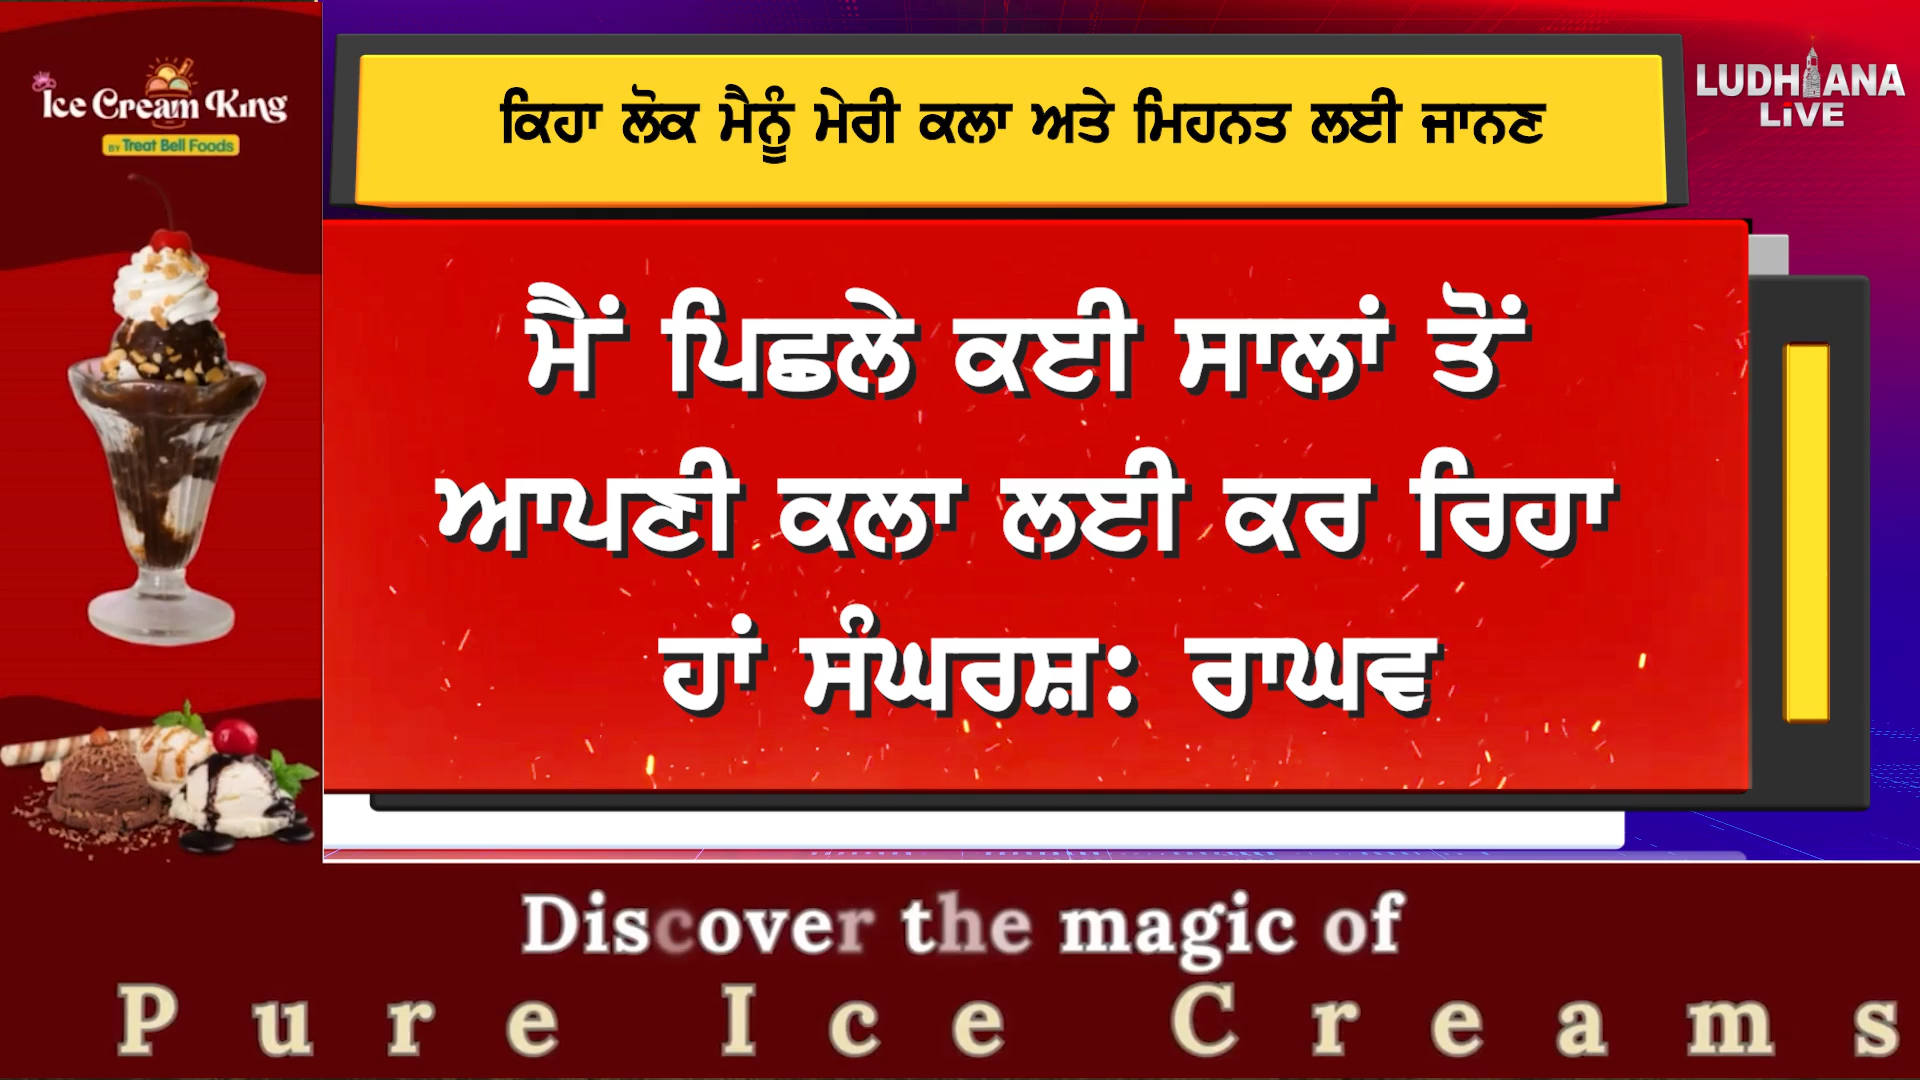 Ice Cream King
BY Treat Bell Foods
ਕਿਹਾ ਲੋਕ ਮੈਨੂੰ ਮੇਰੀ ਕਲਾ ਅਤੇ ਮਿਹਨਤ ਲਈ ਜਾਨਣ
LUDHIANA
LiVE
ਮੈਂ ਪਿਛਲੇ ਕਈ ਸਾਲਾਂ ਤੋਂ
ਆਪਣੀ ਕਲਾ ਲਈ ਕਰ ਰਿਹਾ
ਹਾਂ ਸੰਘਰਸ਼: ਰਾਘਵ
Discover the magic of
Pure Ice Creams